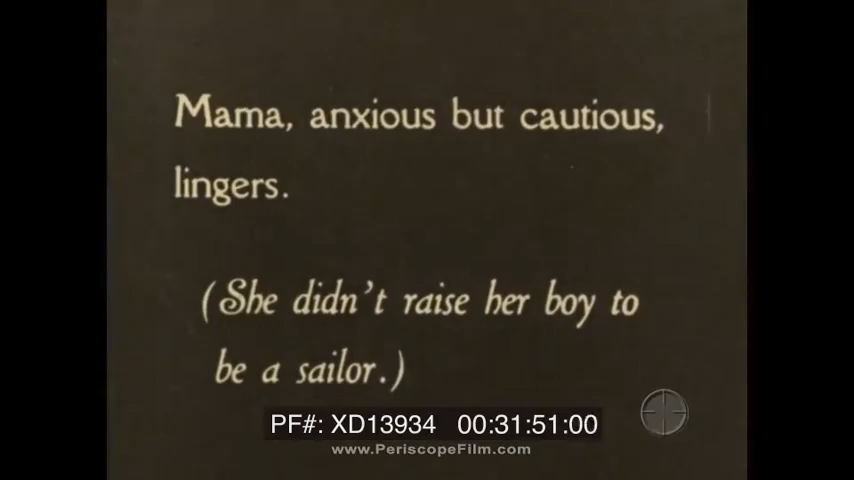 Mama, anxious but cautious,
lingers.
(She didn't raise her boy to
be a sailor.)
PF#: XD13934 00:31:51:00
www.PeriscopeFilm.com